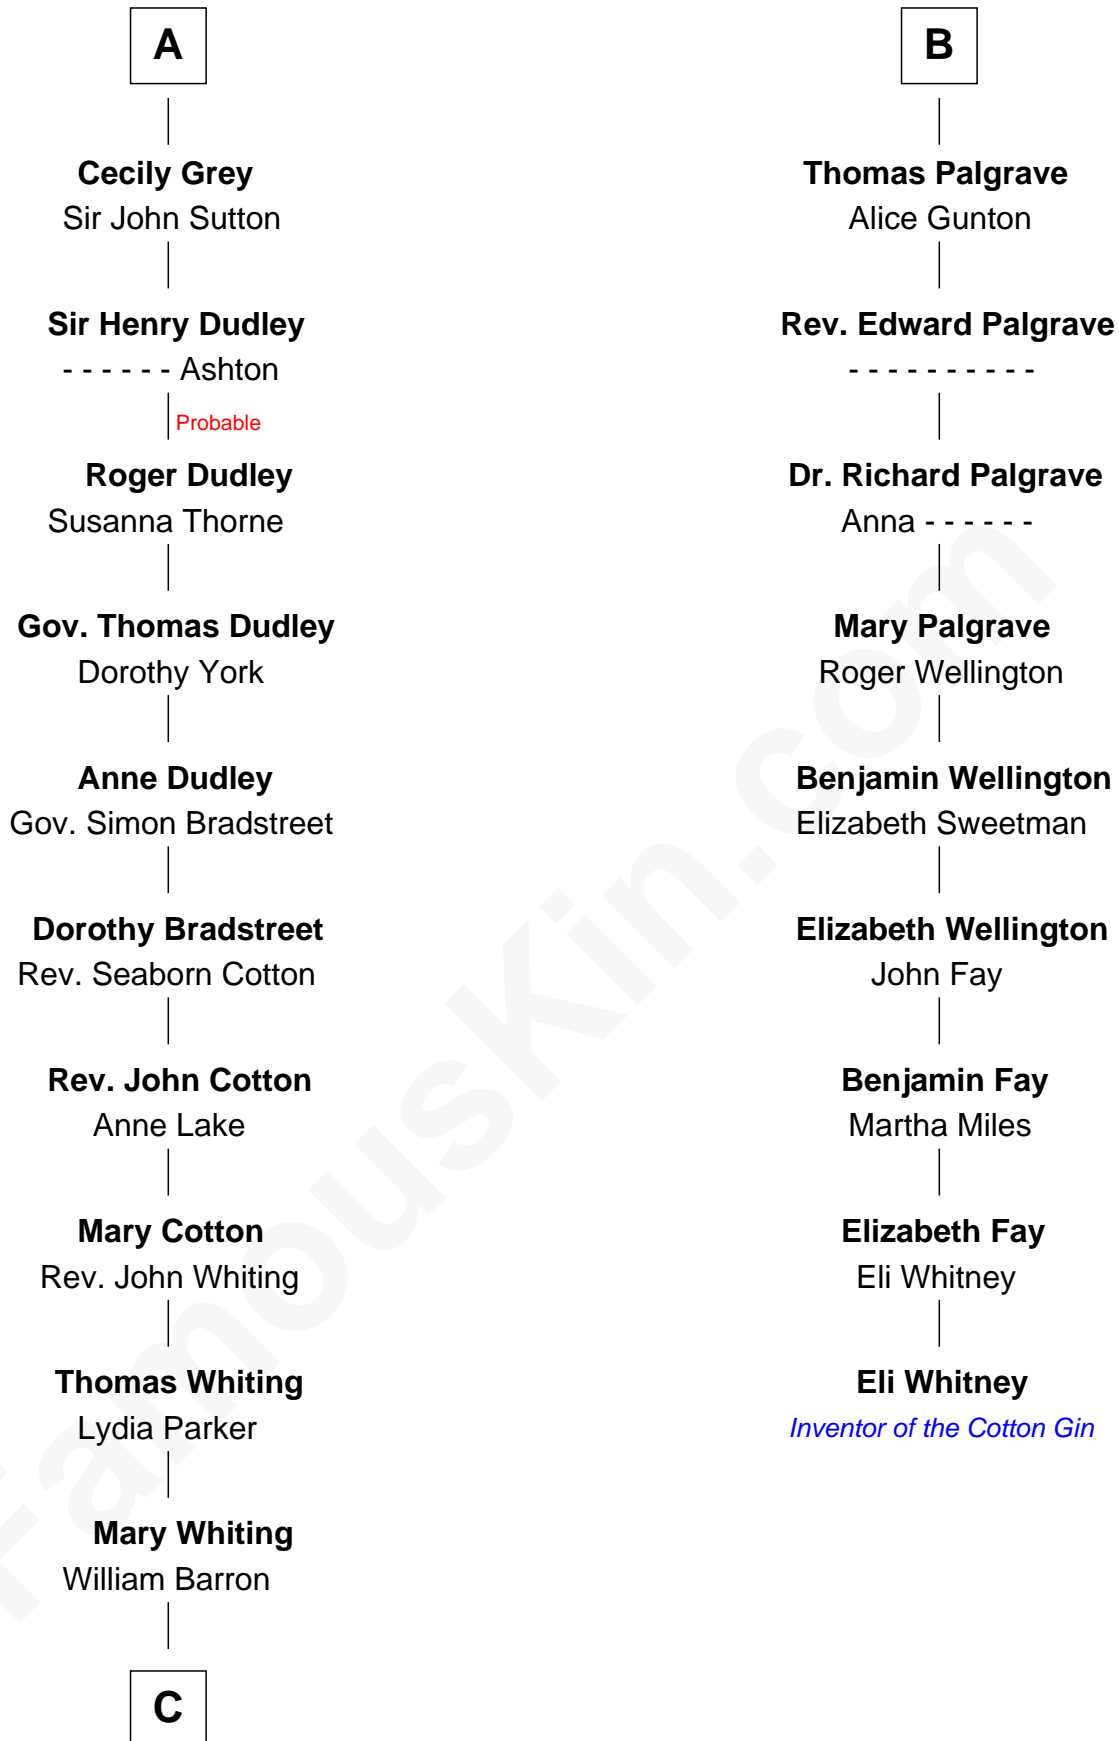 A
Cecily Grey
Sir John Sutton
Sir Henry Dudley
- - - - - - Ashton
Probable
Roger Dudley
Susanna Thorne
Gov. Thomas Dudley
Dorothy York
Anne Dudley
Gov. Simon Bradstreet
Dorothy Bradstreet
Rev. Seaborn Cotton
Rev. John Cotton
Anne Lake
Mary Cotton
Rev. John Whiting
Thomas Whiting
Lydia Parker
Mary Whiting
William Barron
C
B
Thomas Palgrave
Alice Gunton
Rev. Edward Palgrave
- - - - - - - - - -
Dr. Richard Palgrave
Anna - - - - - -
Mary Palgrave
Roger Wellington
Benjamin Wellington
Elizabeth Sweetman
Elizabeth Wellington
John Fay
Benjamin Fay
Martha Miles
Elizabeth Fay
Eli Whitney
Eli Whitney
Inventor of the Cotton Gin
FamousKin.com